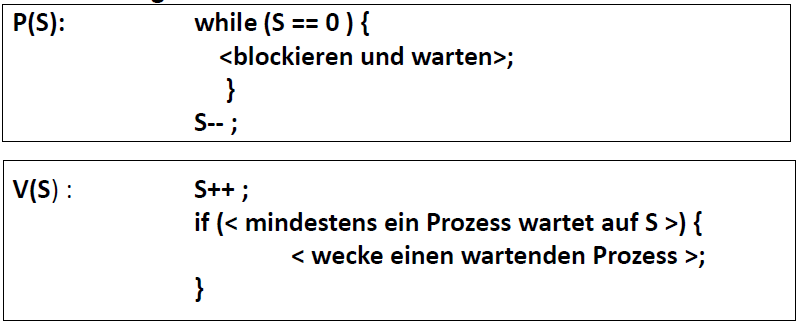 P(S): while (S == 0 ) {
<blockieren und warten>;
}
S-- ;
V(S) : S++ ;
if (< mindestens ein Prozess wartet auf S >) {
< wecke einen wartenden Prozess >;
}